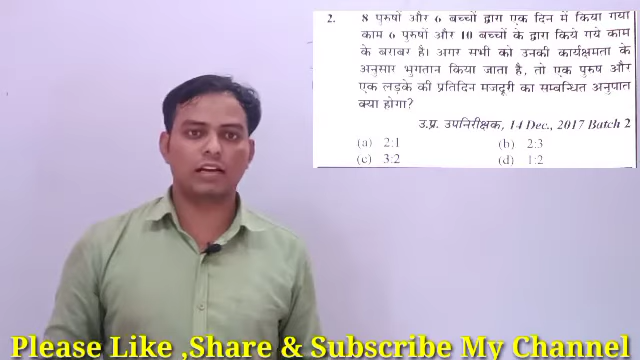 2. 8 पुरुषों और 6 बच्चों द्वारा एक दिन में किया गया
काम 6 पुरुषों और 10 बच्चों के द्वारा किये गये काम
के बराबर है। अगर सभी को उनकी कार्यक्षमता के
अनुसार भुगतान किया जाता है, तो एक पुरुष और
एक लड़के की प्रतिदिन मजदूरी का सम्बन्धित अनुपात
क्या होगा?
उ.प्र. उपनिरीक्षक, 14 Dec., 2017 Batch 2
(a) 2:1 (b) 2:3
(c) 3:2 (d) 1:2
Please Like ,Share & Subscribe My Channel